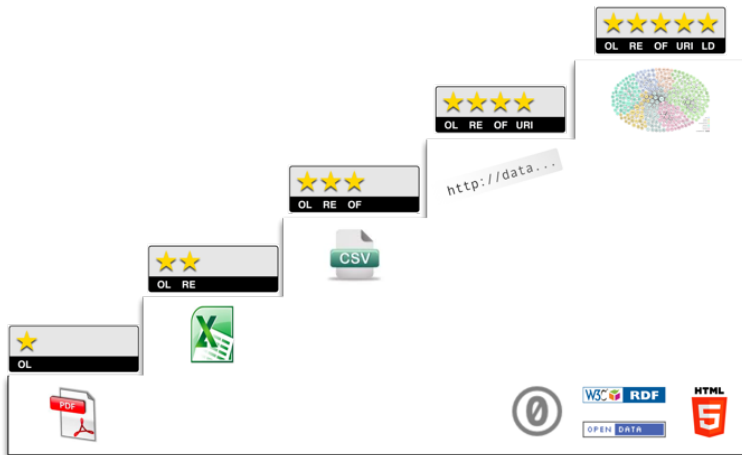 OL RE OF URI LD
OL RE OF URI
http://data...
OL RE OF
CSV
OL RE
X
OL
PDF
0
W3C RDF
HTML
5
OPEN DATA